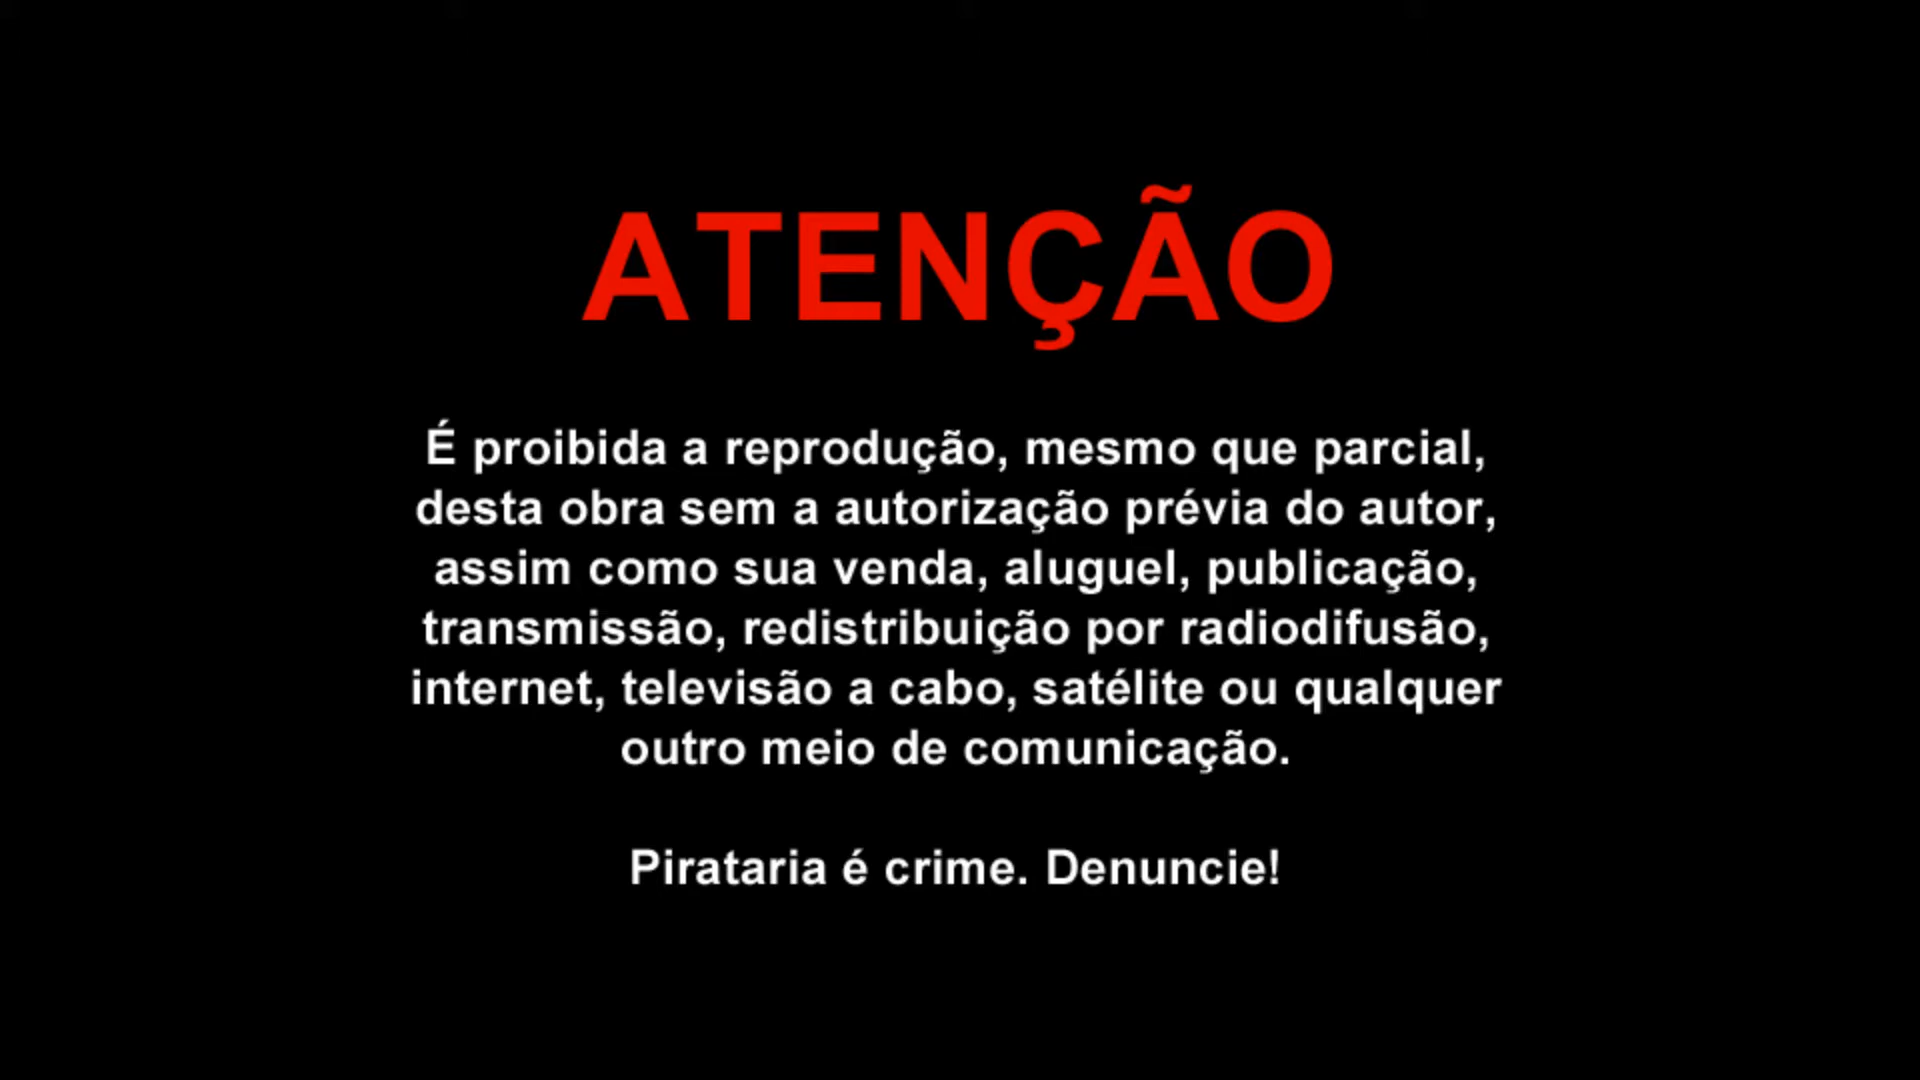 ATENÇÃO
É proibida a reprodução, mesmo que parcial,
desta obra sem a autorização prévia do autor,
assim como sua venda, aluguel, publicação,
transmissão, redistribuição por radiodifusão,
internet, televisão a cabo, satélite ou qualquer
outro meio de comunicação.
Pirataria é crime. Denuncie!